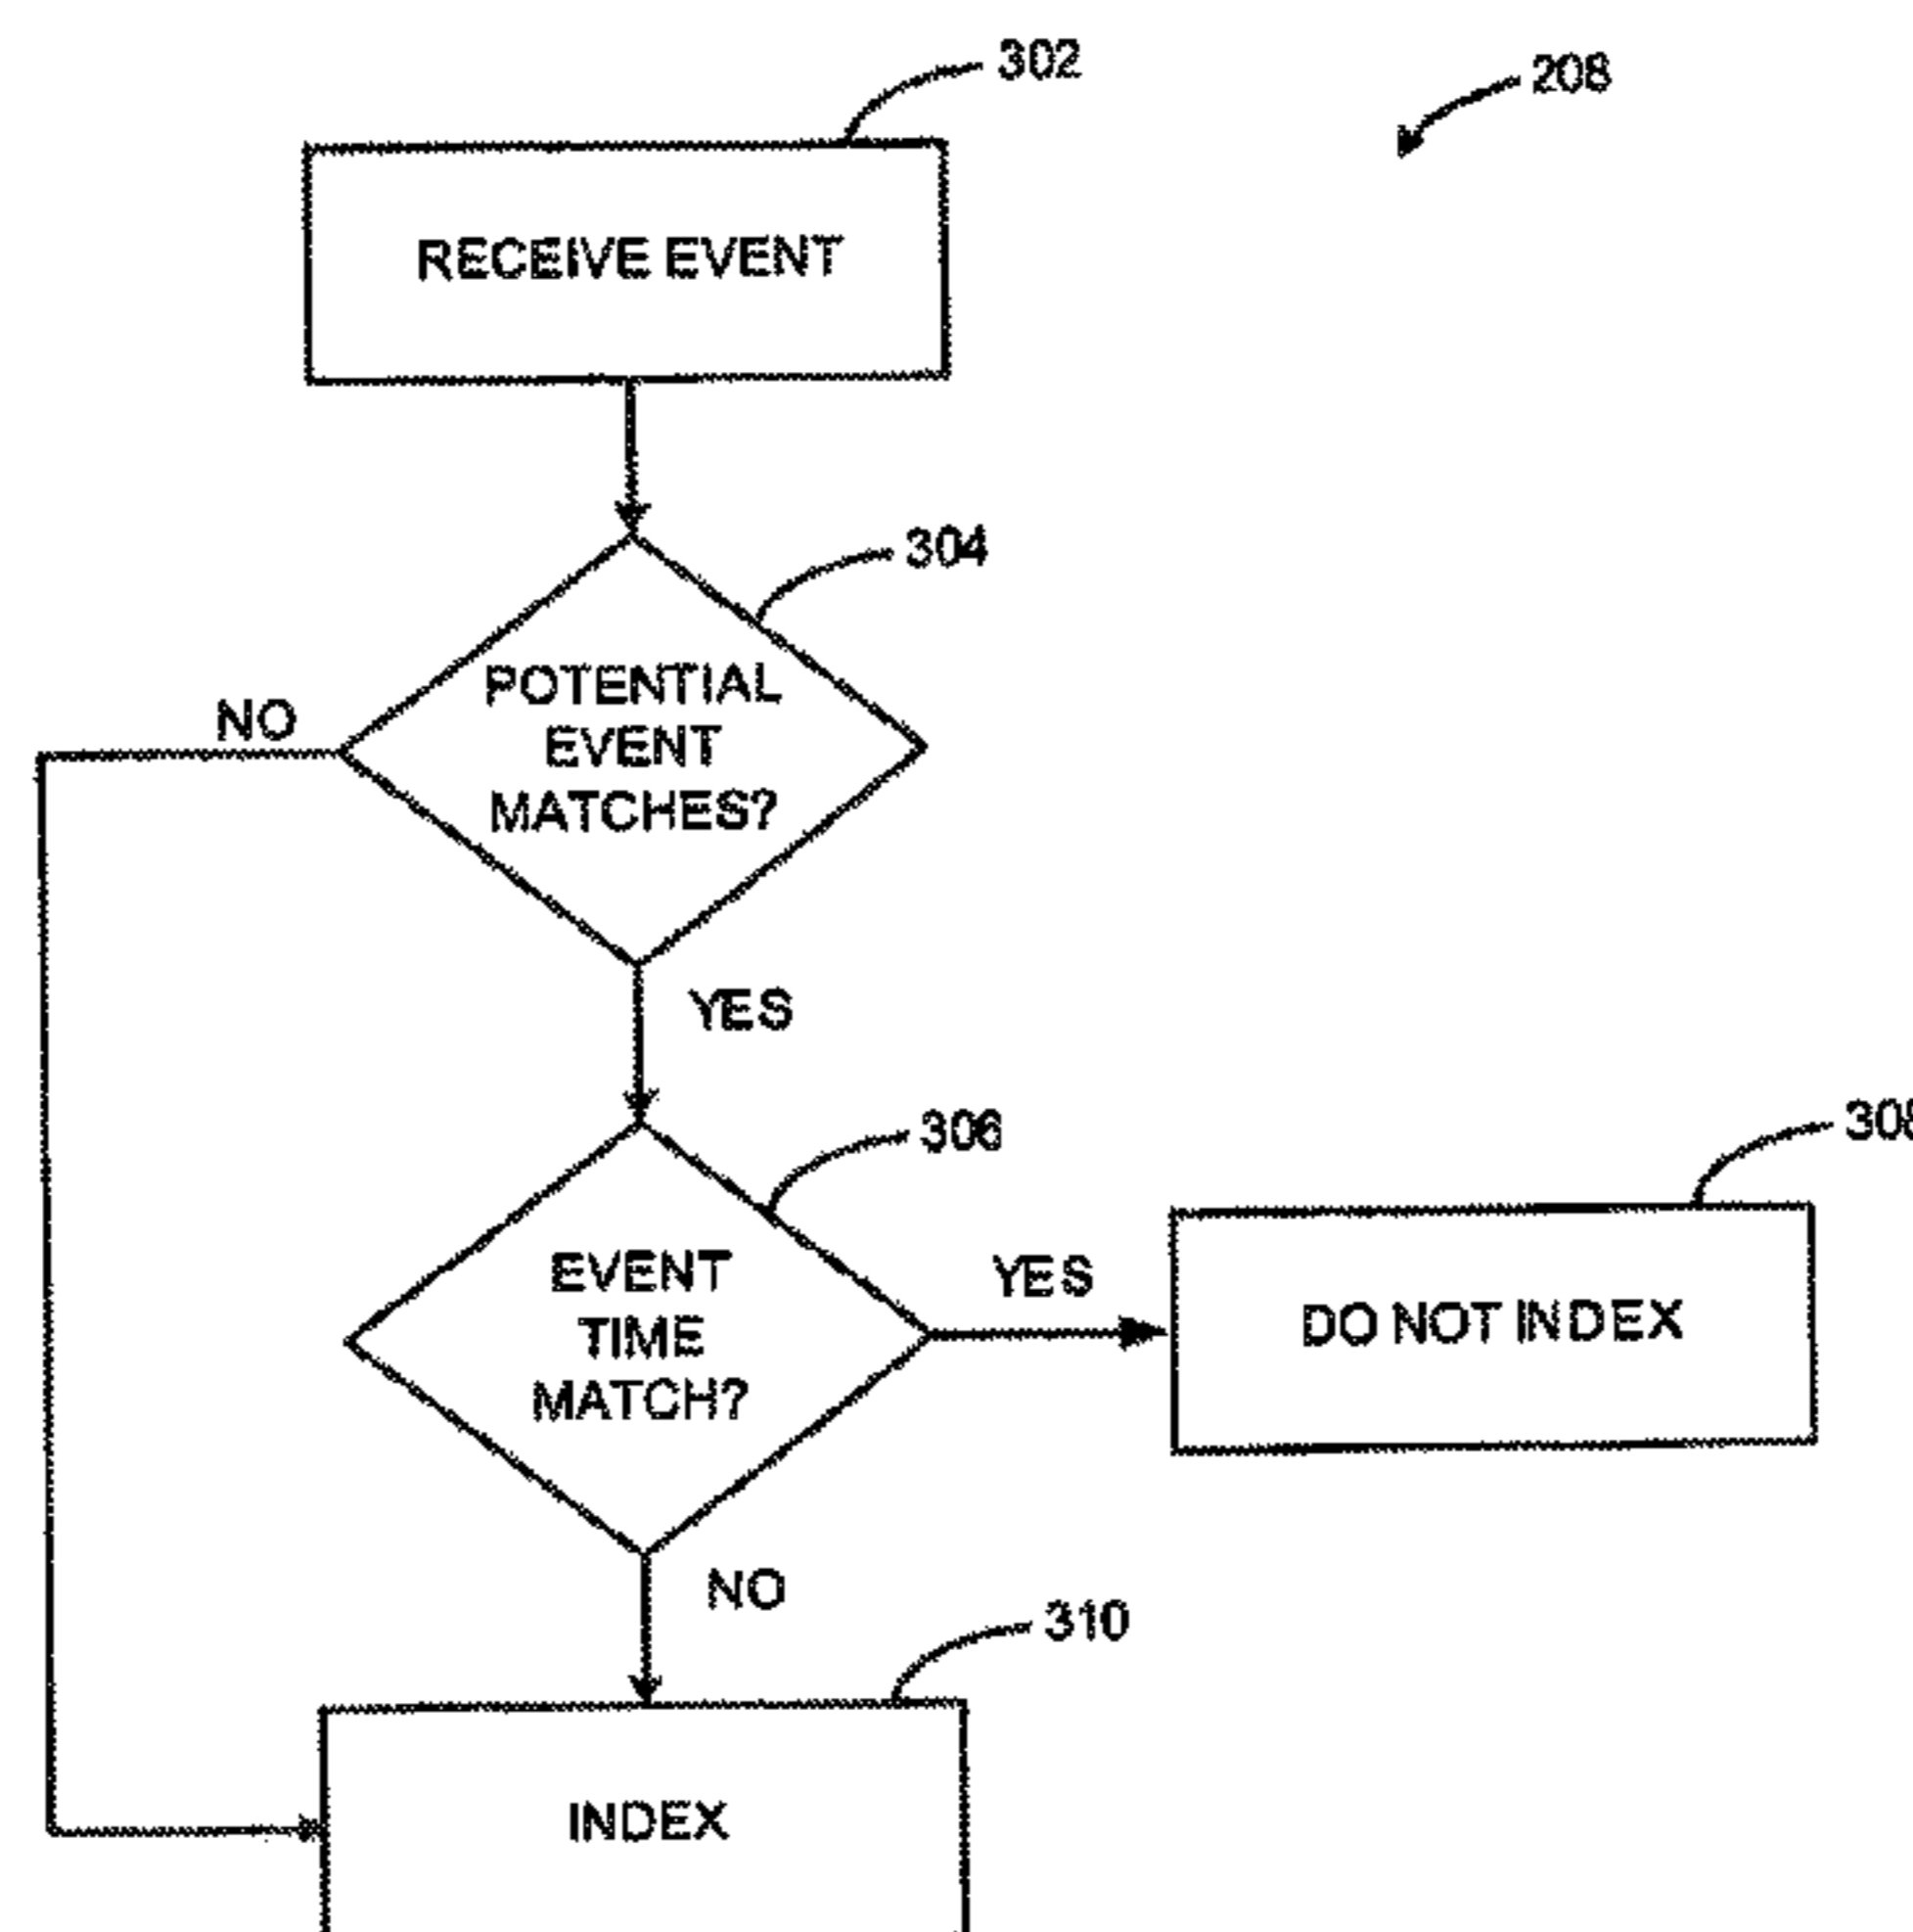 302
208
RECEIVE EVENT
304
POTENTIAL
EVENT
MATCHES?
NO
YES
306
308
EVENT
TIME
MATCH?
YES
DO NOT INDEX
NO
310
INDEX